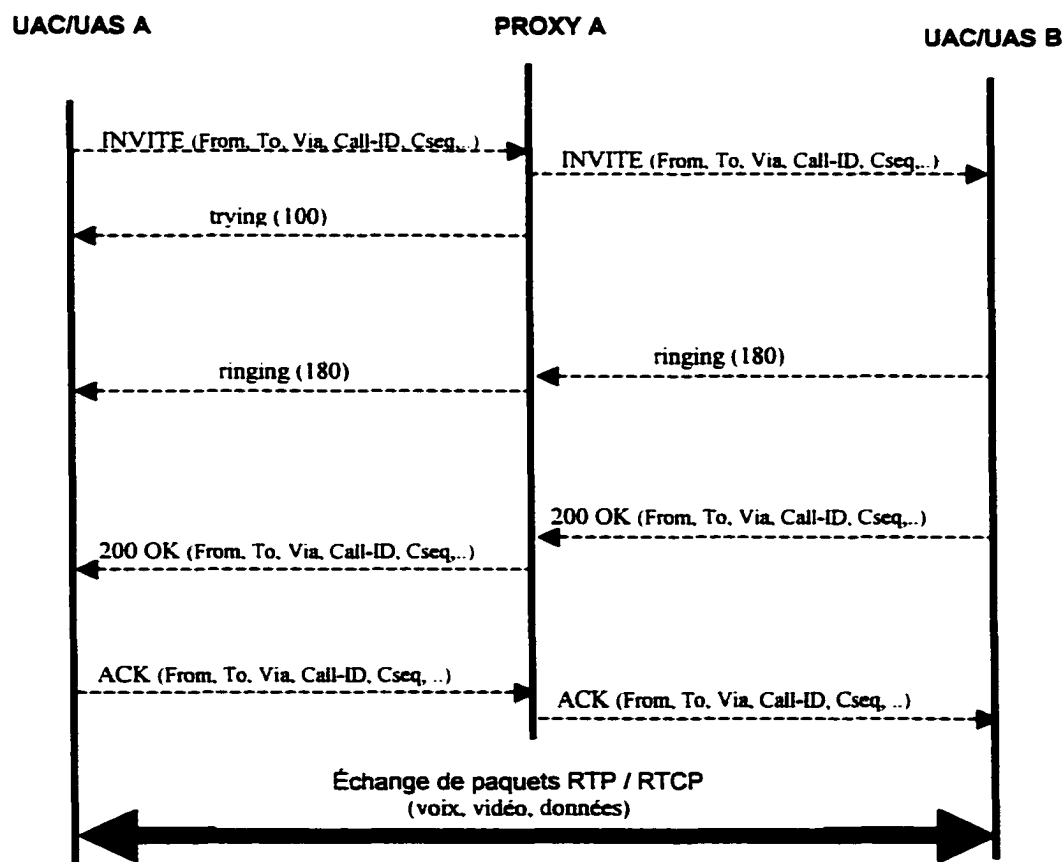 UAC/UAS A
PROXY A
UAC/UAS B
INVITE (From, To, Via, Call-ID, Cseq,..)
INVITE (From, To, Via, Call-ID, Cseq,..)
trying (100)
ringing (180)
ringing (180)
200 OK (From, To, Via, Call-ID, Cseq,..)
200 OK (From, To, Via, Call-ID, Cseq,..)
ACK (From, To, Via, Call-ID, Cseq, ..)
ACK (From, To, Via, Call-ID, Cseq, ..)
Échange de paquets RTP / RTCP
(voix, vidéo, données)